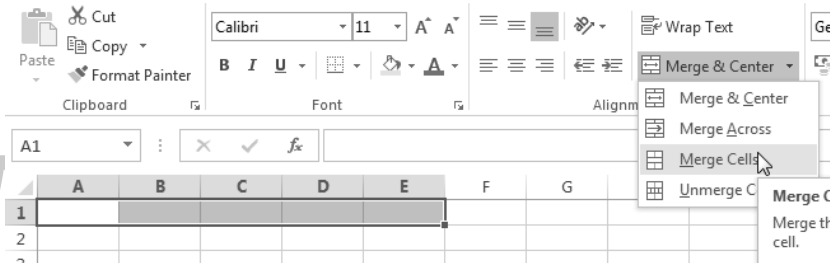 Cut
Copy
Paste
Format Painter
Clipboard
Calibri 11 A A
B I U A
Font
Wrap Text
Merge & Center
Alignm
Ge
Merge & Center
Merge Across
Merge Cells
Unmerge C
Merge C
Merge th
cell.
A1 fx
A B C D E F G
1
2